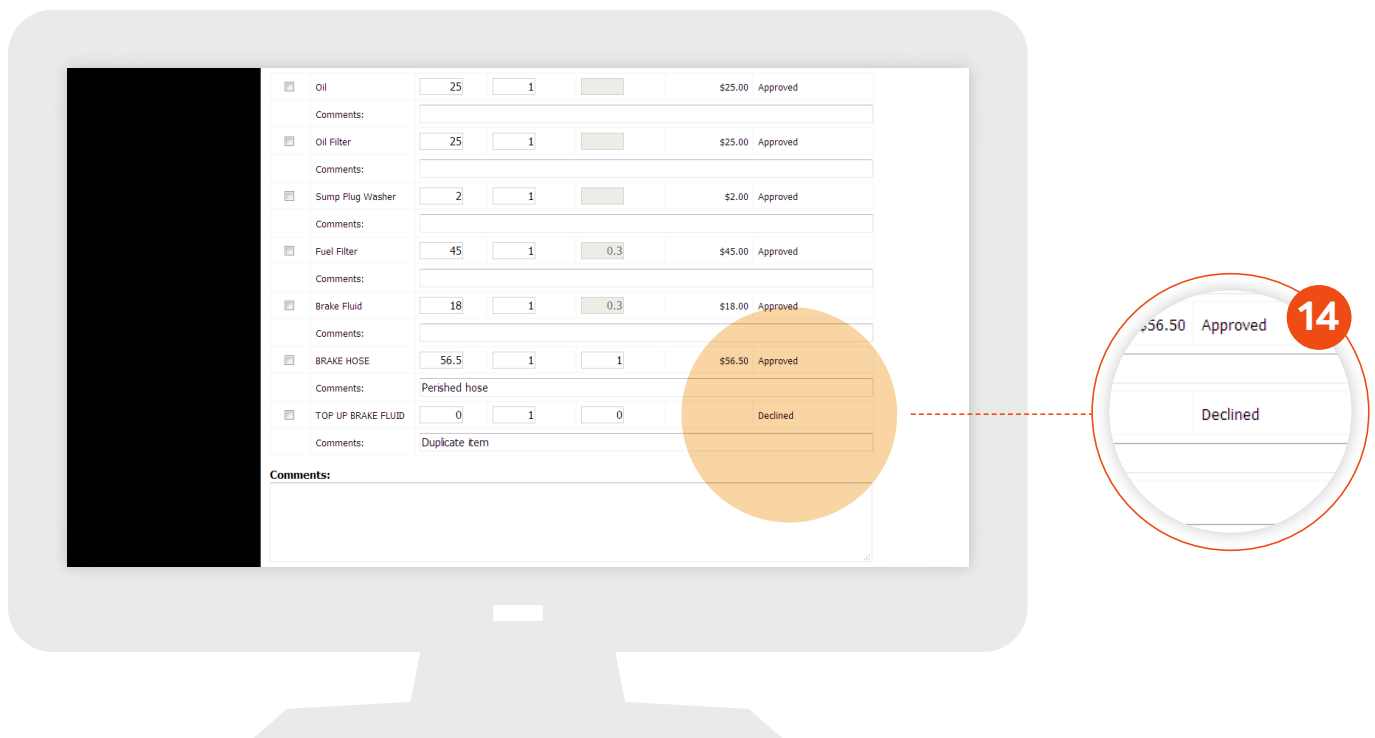 Oil 25 1 $25.00 Approved
Comments:
Oil Filter 25 1 $25.00 Approved
Comments:
Sump Plug Washer 2 1 $2.00 Approved
Comments:
Fuel Filter 45 1 0.3 $45.00 Approved
Comments:
Brake Fluid 18 1 0.3 $18.00 Approved
Comments:
BRAKE HOSE 56.5 1 1 $56.50 Approved
Comments: Perished hose
TOP UP BRAKE FLUID 0 1 0 Declined
Comments: Duplicate item
Comments:
14
$56.50 Approved
Declined